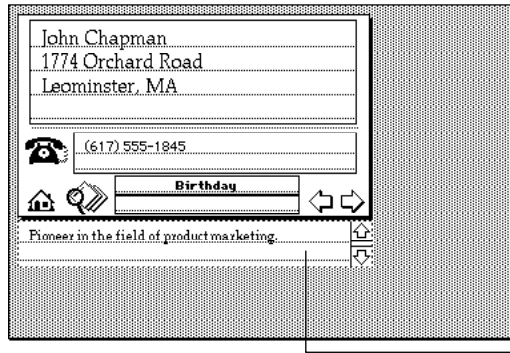 John Chapman
1774 Orchard Road
Leominster, MA
(617) 555-1845
Birthday
Pioneer in the field of product marketing.